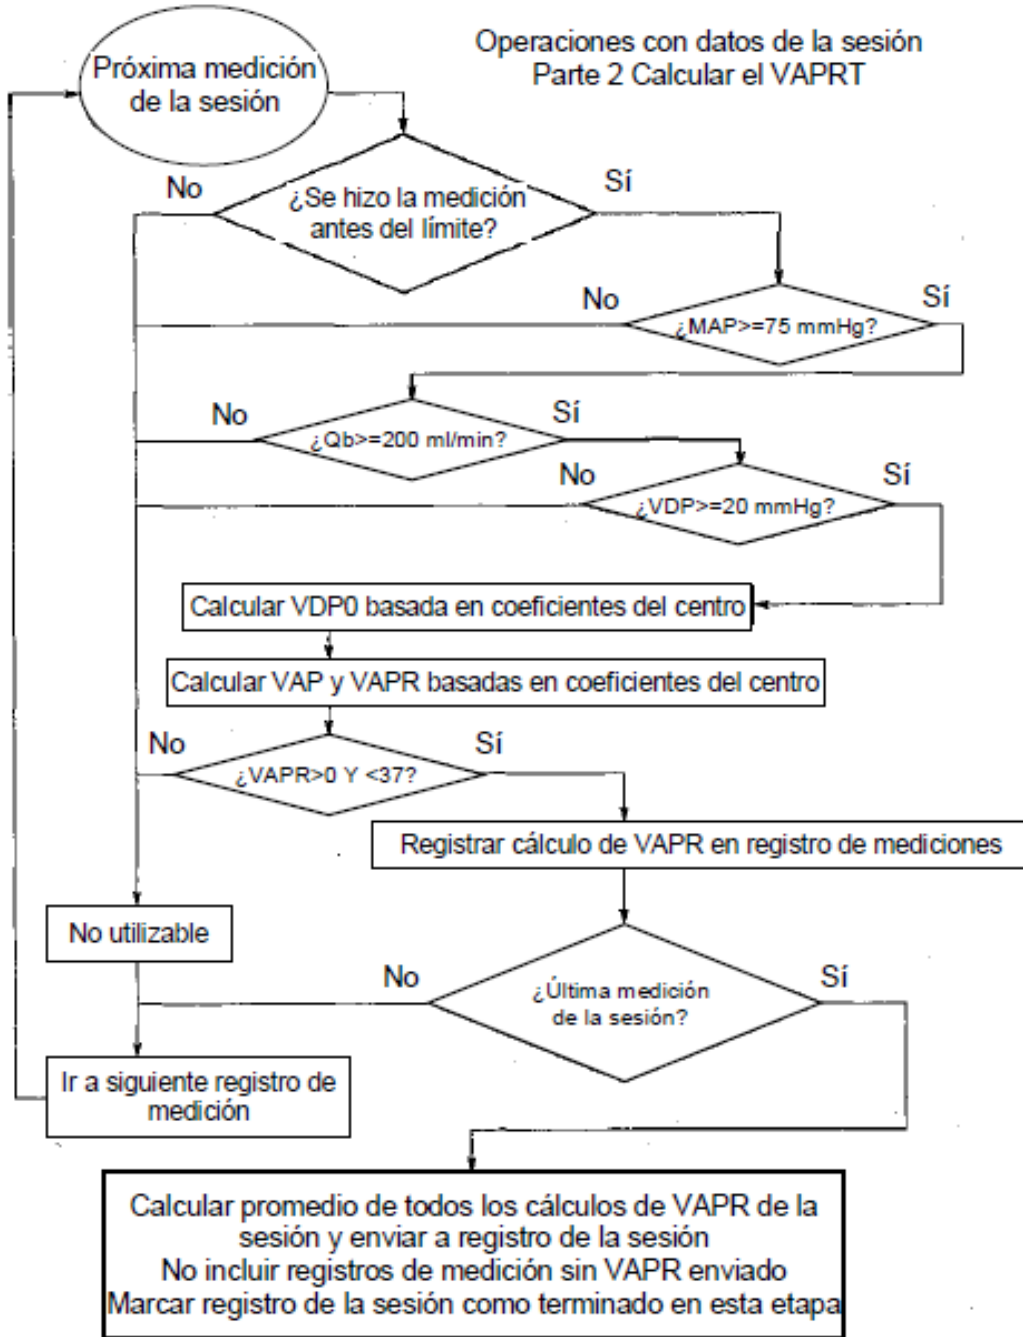 Operaciones con datos de la sesión
Parte 2 Calcular el VAPRT
Próxima medición
de la sesión
No
Sí
¿Se hizo la medición
antes del límite?
No
Sí
¿MAP>=75 mmHg?
No
Sí
¿Qb>=200 ml/min?
No
Sí
¿VDP>=20 mmHg?
Calcular VDP0 basada en coeficientes del centro
Calcular VAP y VAPR basadas en coeficientes del centro
No
Sí
¿VAPR>0 Y <37?
Registrar cálculo de VAPR en registro de mediciones
No utilizable
No
Sí
¿Última medición
de la sesión?
Ir a siguiente registro de
medición
Calcular promedio de todos los cálculos de VAPR de la
sesión y enviar a registro de la sesión
No incluir registros de medición sin VAPR enviado
Marcar registro de la sesión como terminado en esta etapa